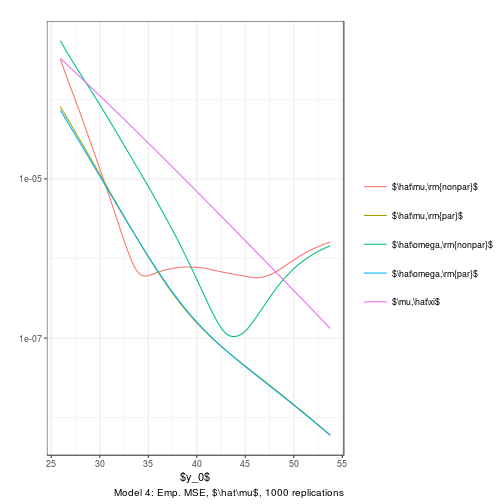 1e-05
1e-07
25 30 35 40 45 50 55
$y_0$
Model 4: Emp. MSE, $\hat\mu$, 1000 replications
$\hat\mu,\rm{nonpar}$
$\hat\mu,\rm{par}$
$\hat\omega,\rm{nonpar}$
$\hat\omega,\rm{par}$
$\mu,\hat\xi$